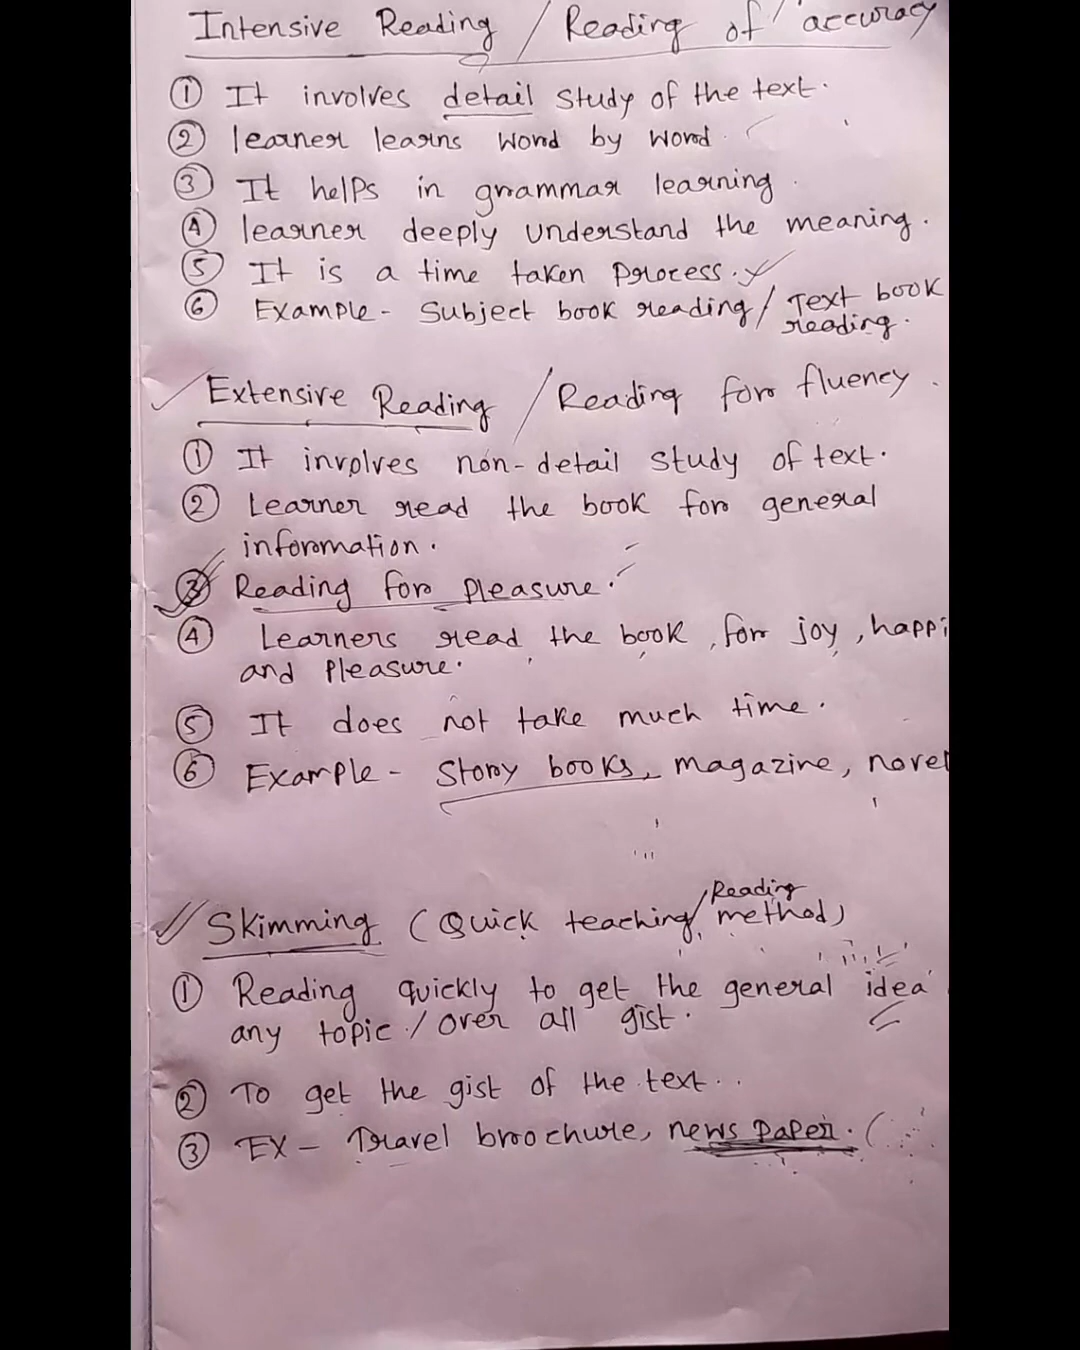 Intensive Reading / Reading of accuracy
① It involves detail study of the text.
② learner learns word by word
③ It helps in grammar learning.
④ learner deeply understand the meaning.
⑤ It is a time taken process.
⑥ Example - Subject book reading / Text book
reading.
Extensive Reading / Reading for fluency.
① It involves non-detail study of text.
② Learner read the book for general
information.
③ Reading for pleasure.
④ Learners read the book, for joy, happi
and pleasure.
⑤ It does not take much time.
⑥ Example - Story books, magazine, novel
Skimming (Quick teaching / Reading method)
① Reading quickly to get the general idea
any topic / over all gist.
② To get the gist of the text..
③ EX - Travel brochure, news paper.